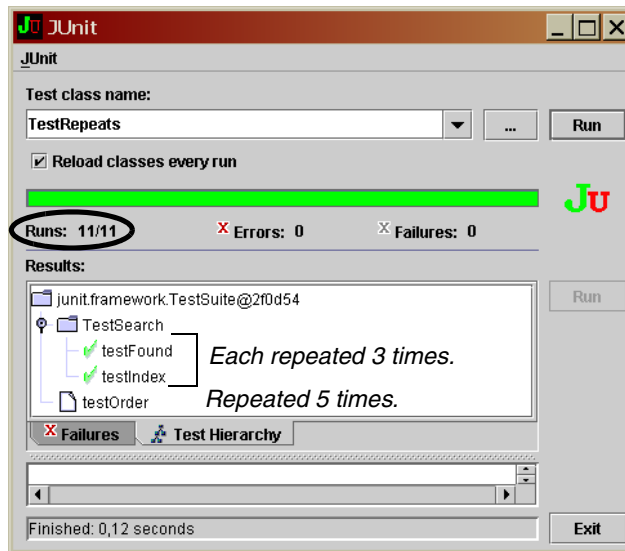 JU JUnit
JUnit
Test class name:
TestRepeats ... Run
Reload classes every run
JU
Runs: 11/11 X Errors: 0 X Failures: 0
Results:
junit.framework.TestSuite@2f0d54 Run
TestSearch
testFound Each repeated 3 times.
testIndex
testOrder Repeated 5 times.
X Failures Test Hierarchy
Finished: 0,12 seconds Exit